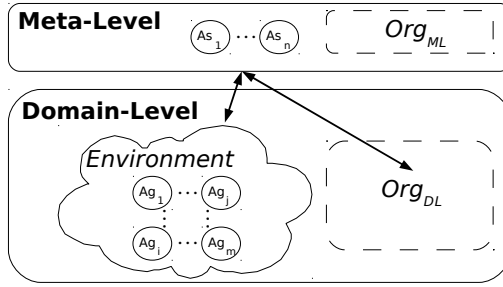 Meta-Level
As1 ··· Asn OrgML
Domain-Level
Environment
Ag1 ··· Agj
OrgDL
Agi ··· Agm